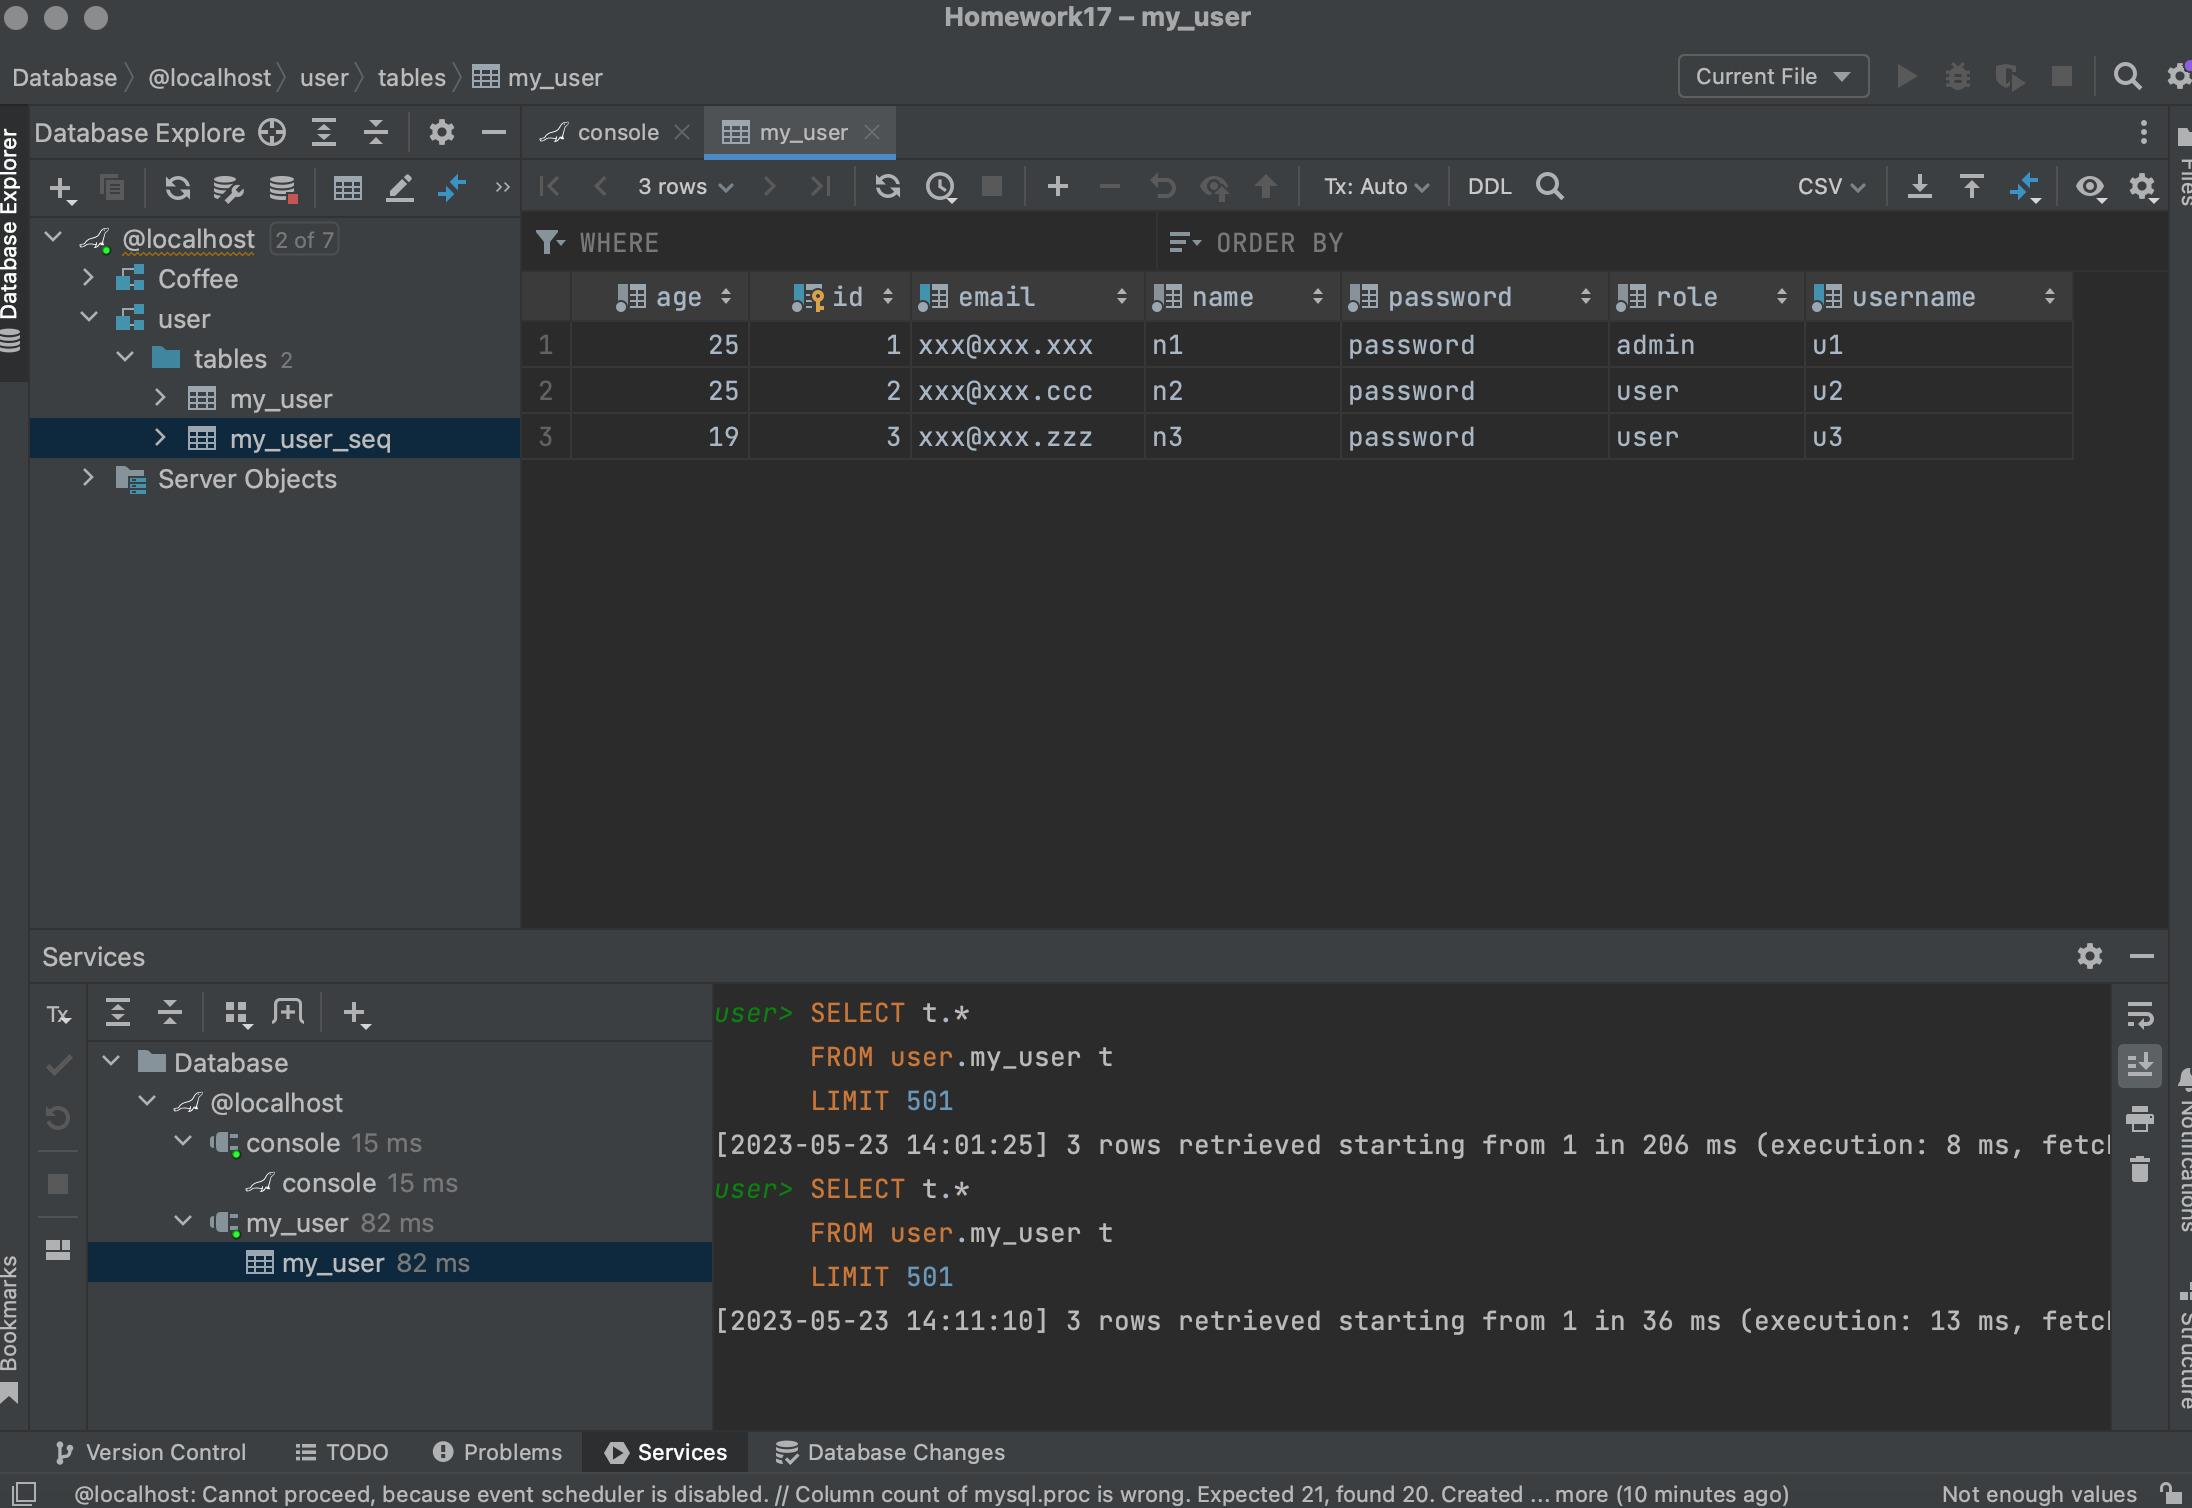 Homework17 – my_user
Database @localhost user tables my_user
Current File
Database Explore
console
my_user
3 rows
Tx: Auto
DDL
CSV
Database Explorer
Files
@localhost 2 of 7
Coffee
user
tables 2
my_user
my_user_seq
Server Objects
WHERE
ORDER BY
age id email name password role username
1 25 1 xxx@xxx.xxx n1 password admin u1
2 25 2 xxx@xxx.ccc n2 password user u2
3 19 3 xxx@xxx.zzz n3 password user u3
Services
Tx
Database
@localhost
console 15 ms
console 15 ms
my_user 82 ms
my_user 82 ms
user> SELECT t.*
FROM user.my_user t
LIMIT 501
[2023-05-23 14:01:25] 3 rows retrieved starting from 1 in 206 ms (execution: 8 ms, fetch
user> SELECT t.*
FROM user.my_user t
LIMIT 501
[2023-05-23 14:11:10] 3 rows retrieved starting from 1 in 36 ms (execution: 13 ms, fetch
Notifications
Structure
Bookmarks
Version Control
TODO
Problems
Services
Database Changes
@localhost: Cannot proceed, because event scheduler is disabled. // Column count of mysql.proc is wrong. Expected 21, found 20. Created ... more (10 minutes ago)
Not enough values